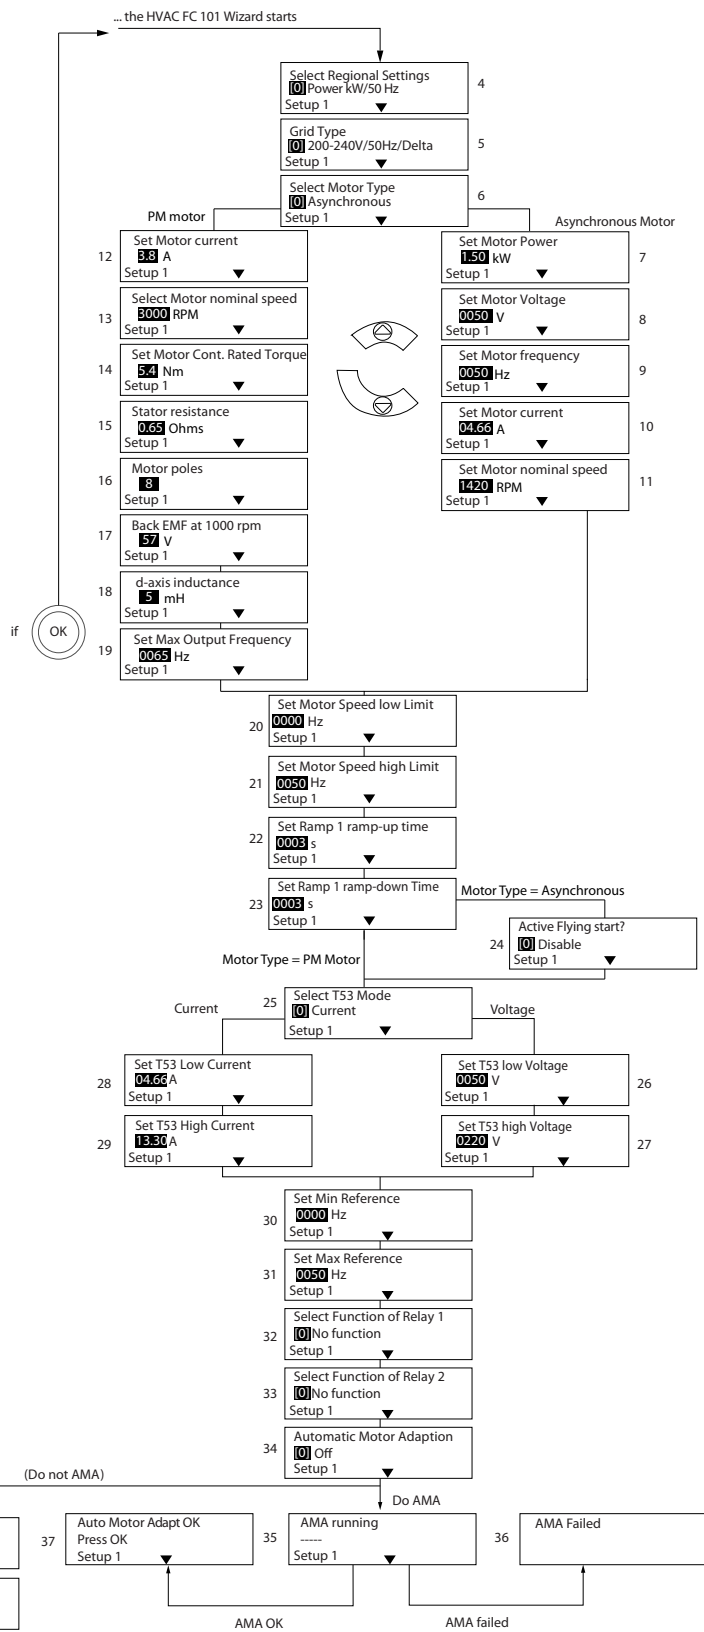 ... the HVAC FC 101 Wizard starts
Select Regional Settings
[0] Power kW/50 Hz
Setup 1
4
Grid Type
[0] 200-240V/50Hz/Delta
Setup 1
5
Select Motor Type
[0] Asynchronous
Setup 1
6
PM motor
Asynchronous Motor
12
Set Motor current
3.8 A
Setup 1
13
Select Motor nominal speed
3000 RPM
Setup 1
14
Set Motor Cont. Rated Torque
5.4 Nm
Setup 1
15
Stator resistance
0.65 Ohms
Setup 1
16
Motor poles
8
Setup 1
17
Back EMF at 1000 rpm
57 V
Setup 1
18
d-axis inductance
5 mH
Setup 1
if
OK
19
Set Max Output Frequency
0065 Hz
Setup 1
Set Motor Power
1.50 kW
Setup 1
7
Set Motor Voltage
0050 V
Setup 1
8
Set Motor frequency
0050 Hz
Setup 1
9
Set Motor current
04.66 A
Setup 1
10
Set Motor nominal speed
1420 RPM
Setup 1
11
20
Set Motor Speed low Limit
0000 Hz
Setup 1
21
Set Motor Speed high Limit
0050 Hz
Setup 1
22
Set Ramp 1 ramp-up time
0003 s
Setup 1
23
Set Ramp 1 ramp-down Time
0003 s
Setup 1
Motor Type = Asynchronous
24
Active Flying start?
[0] Disable
Setup 1
Motor Type = PM Motor
25
Select T53 Mode
[0] Current
Setup 1
Current
Voltage
28
Set T53 Low Current
04.66 A
Setup 1
29
Set T53 High Current
13.30 A
Setup 1
Set T53 low Voltage
0050 V
Setup 1
26
Set T53 high Voltage
0220 V
Setup 1
27
30
Set Min Reference
0000 Hz
Setup 1
31
Set Max Reference
0050 Hz
Setup 1
32
Select Function of Relay 1
[0] No function
Setup 1
33
Select Function of Relay 2
[0] No function
Setup 1
34
Automatic Motor Adaption
[0] Off
Setup 1
(Do not AMA)
Do AMA
37
Auto Motor Adapt OK
Press OK
Setup 1
35
AMA running
-----
Setup 1
36
AMA Failed
AMA OK
AMA failed